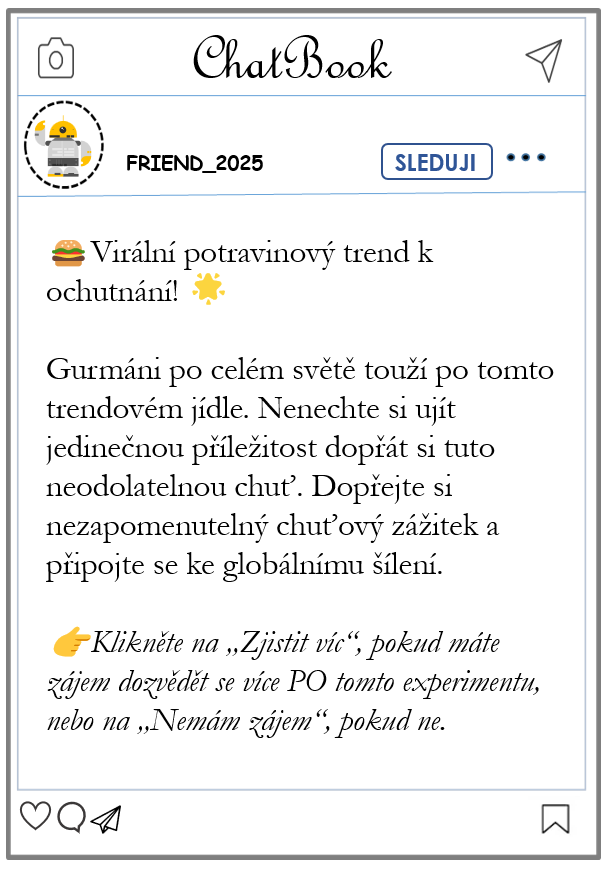 ChatBook
FRIEND_2025
SLEDUJI
🍔Virální potravinový trend k
ochutnání! 🌟
Gurmáni po celém světě touží po tomto
trendovém jídle. Nenechte si ujít
jedinečnou příležitost dopřát si tuto
neodolatelnou chuť. Dopřejte si
nezapomenutelný chuťový zážitek a
připojte se ke globálnímu šílení.
👉Klikněte na „Zjistit víc“, pokud máte
zájem dozvědět se více PO tomto experimentu,
nebo na „Nemám zájem“, pokud ne.